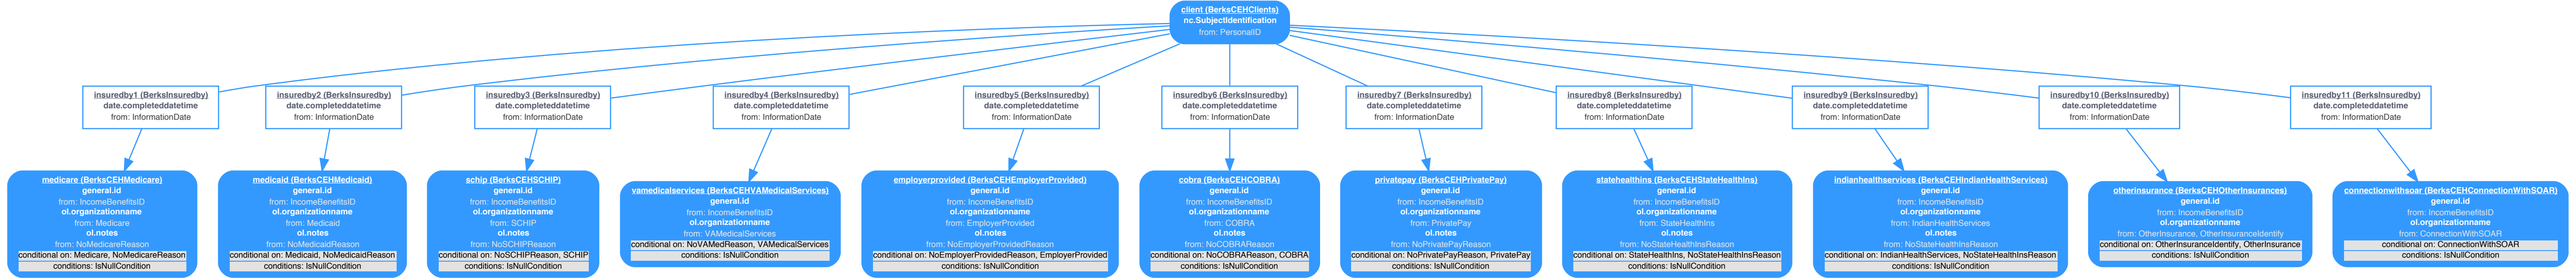 client (BerksCEHClients)
nc.SubjectIdentification
from: PersonalID
insuredby1 (BerksInsuredby)
date.completeddatetime
from: InformationDate
insuredby2 (BerksInsuredby)
date.completeddatetime
from: InformationDate
insuredby3 (BerksInsuredby)
date.completeddatetime
from: InformationDate
insuredby4 (BerksInsuredby)
date.completeddatetime
from: InformationDate
insuredby5 (BerksInsuredby)
date.completeddatetime
from: InformationDate
insuredby6 (BerksInsuredby)
date.completeddatetime
from: InformationDate
insuredby7 (BerksInsuredby)
date.completeddatetime
from: InformationDate
insuredby8 (BerksInsuredby)
date.completeddatetime
from: InformationDate
insuredby9 (BerksInsuredby)
date.completeddatetime
from: InformationDate
insuredby10 (BerksInsuredby)
date.completeddatetime
from: InformationDate
insuredby11 (BerksInsuredby)
date.completeddatetime
from: InformationDate
medicare (BerksCEHMedicare)
general.id
from: IncomeBenefitsID
ol.organizationname
from: Medicare
ol.notes
from: NoMedicareReason
conditional on: Medicare, NoMedicareReason
conditions: IsNullCondition
medicaid (BerksCEHMedicaid)
general.id
from: IncomeBenefitsID
ol.organizationname
from: Medicaid
ol.notes
from: NoMedicaidReason
conditional on: Medicaid, NoMedicaidReason
conditions: IsNullCondition
schip (BerksCEHSCHIP)
general.id
from: IncomeBenefitsID
ol.organizationname
from: SCHIP
ol.notes
from: NoSCHIPReason
conditional on: NoSCHIPReason, SCHIP
conditions: IsNullCondition
vamedicalservices (BerksCEHVAMedicalServices)
general.id
from: IncomeBenefitsID
ol.organizationname
from: VAMedicalServices
conditional on: NoVAMedReason, VAMedicalServices
conditions: IsNullCondition
employerprovided (BerksCEHEmployerProvided)
general.id
from: IncomeBenefitsID
ol.organizationname
from: EmployerProvided
ol.notes
from: NoEmployerProvidedReason
conditional on: NoEmployerProvidedReason, EmployerProvided
conditions: IsNullCondition
cobra (BerksCEHCOBRA)
general.id
from: IncomeBenefitsID
ol.organizationname
from: COBRA
ol.notes
from: NoCOBRAReason
conditional on: NoCOBRAReason, COBRA
conditions: IsNullCondition
privatepay (BerksCEHPrivatePay)
general.id
from: IncomeBenefitsID
ol.organizationname
from: PrivatePay
ol.notes
from: NoPrivatePayReason
conditional on: NoPrivatePayReason, PrivatePay
conditions: IsNullCondition
statehealthins (BerksCEHStateHealthIns)
general.id
from: IncomeBenefitsID
ol.organizationname
from: StateHealthIns
ol.notes
from: NoStateHealthInsReason
conditional on: StateHealthIns, NoStateHealthInsReason
conditions: IsNullCondition
indianhealthservices (BerksCEHIndianHealthServices)
general.id
from: IncomeBenefitsID
ol.organizationname
from: IndianHealthServices
ol.notes
from: NoStateHealthInsReason
conditional on: IndianHealthServices, NoStateHealthInsReason
conditions: IsNullCondition
otherinsurance (BerksCEHOtherInsurances)
general.id
from: IncomeBenefitsID
ol.organizationname
from: OtherInsurance, OtherInsuranceIdentify
conditional on: OtherInsuranceIdentify, OtherInsurance
conditions: IsNullCondition
connectionwithsoar (BerksCEHConnectionWithSOAR)
general.id
from: IncomeBenefitsID
ol.organizationname
from: ConnectionWithSOAR
conditional on: ConnectionWithSOAR
conditions: IsNullCondition